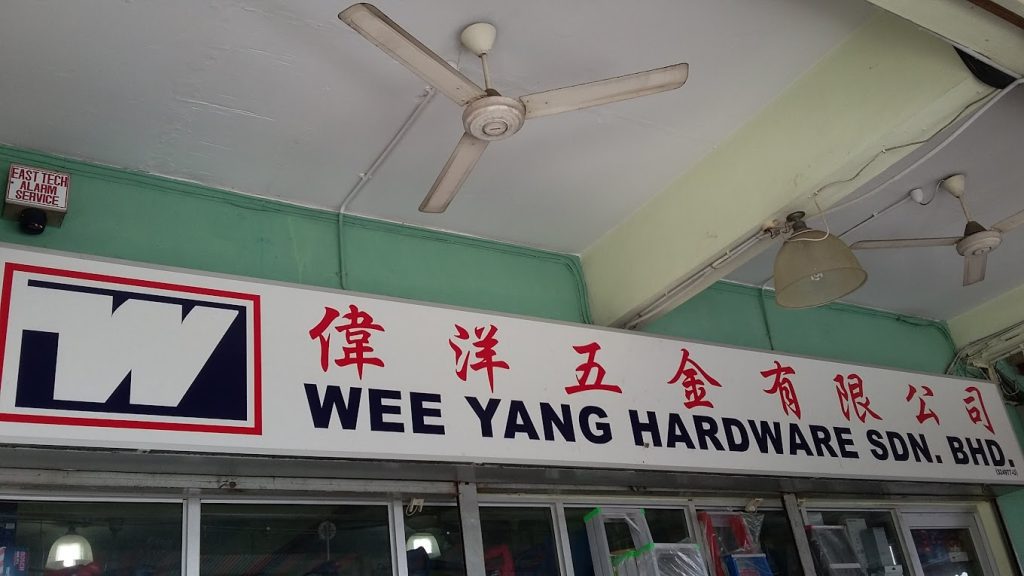 EAST TECH
ALARM
SERVICE
W
偉洋五金有限公司
WEE YANG HARDWARE SDN. BHD.